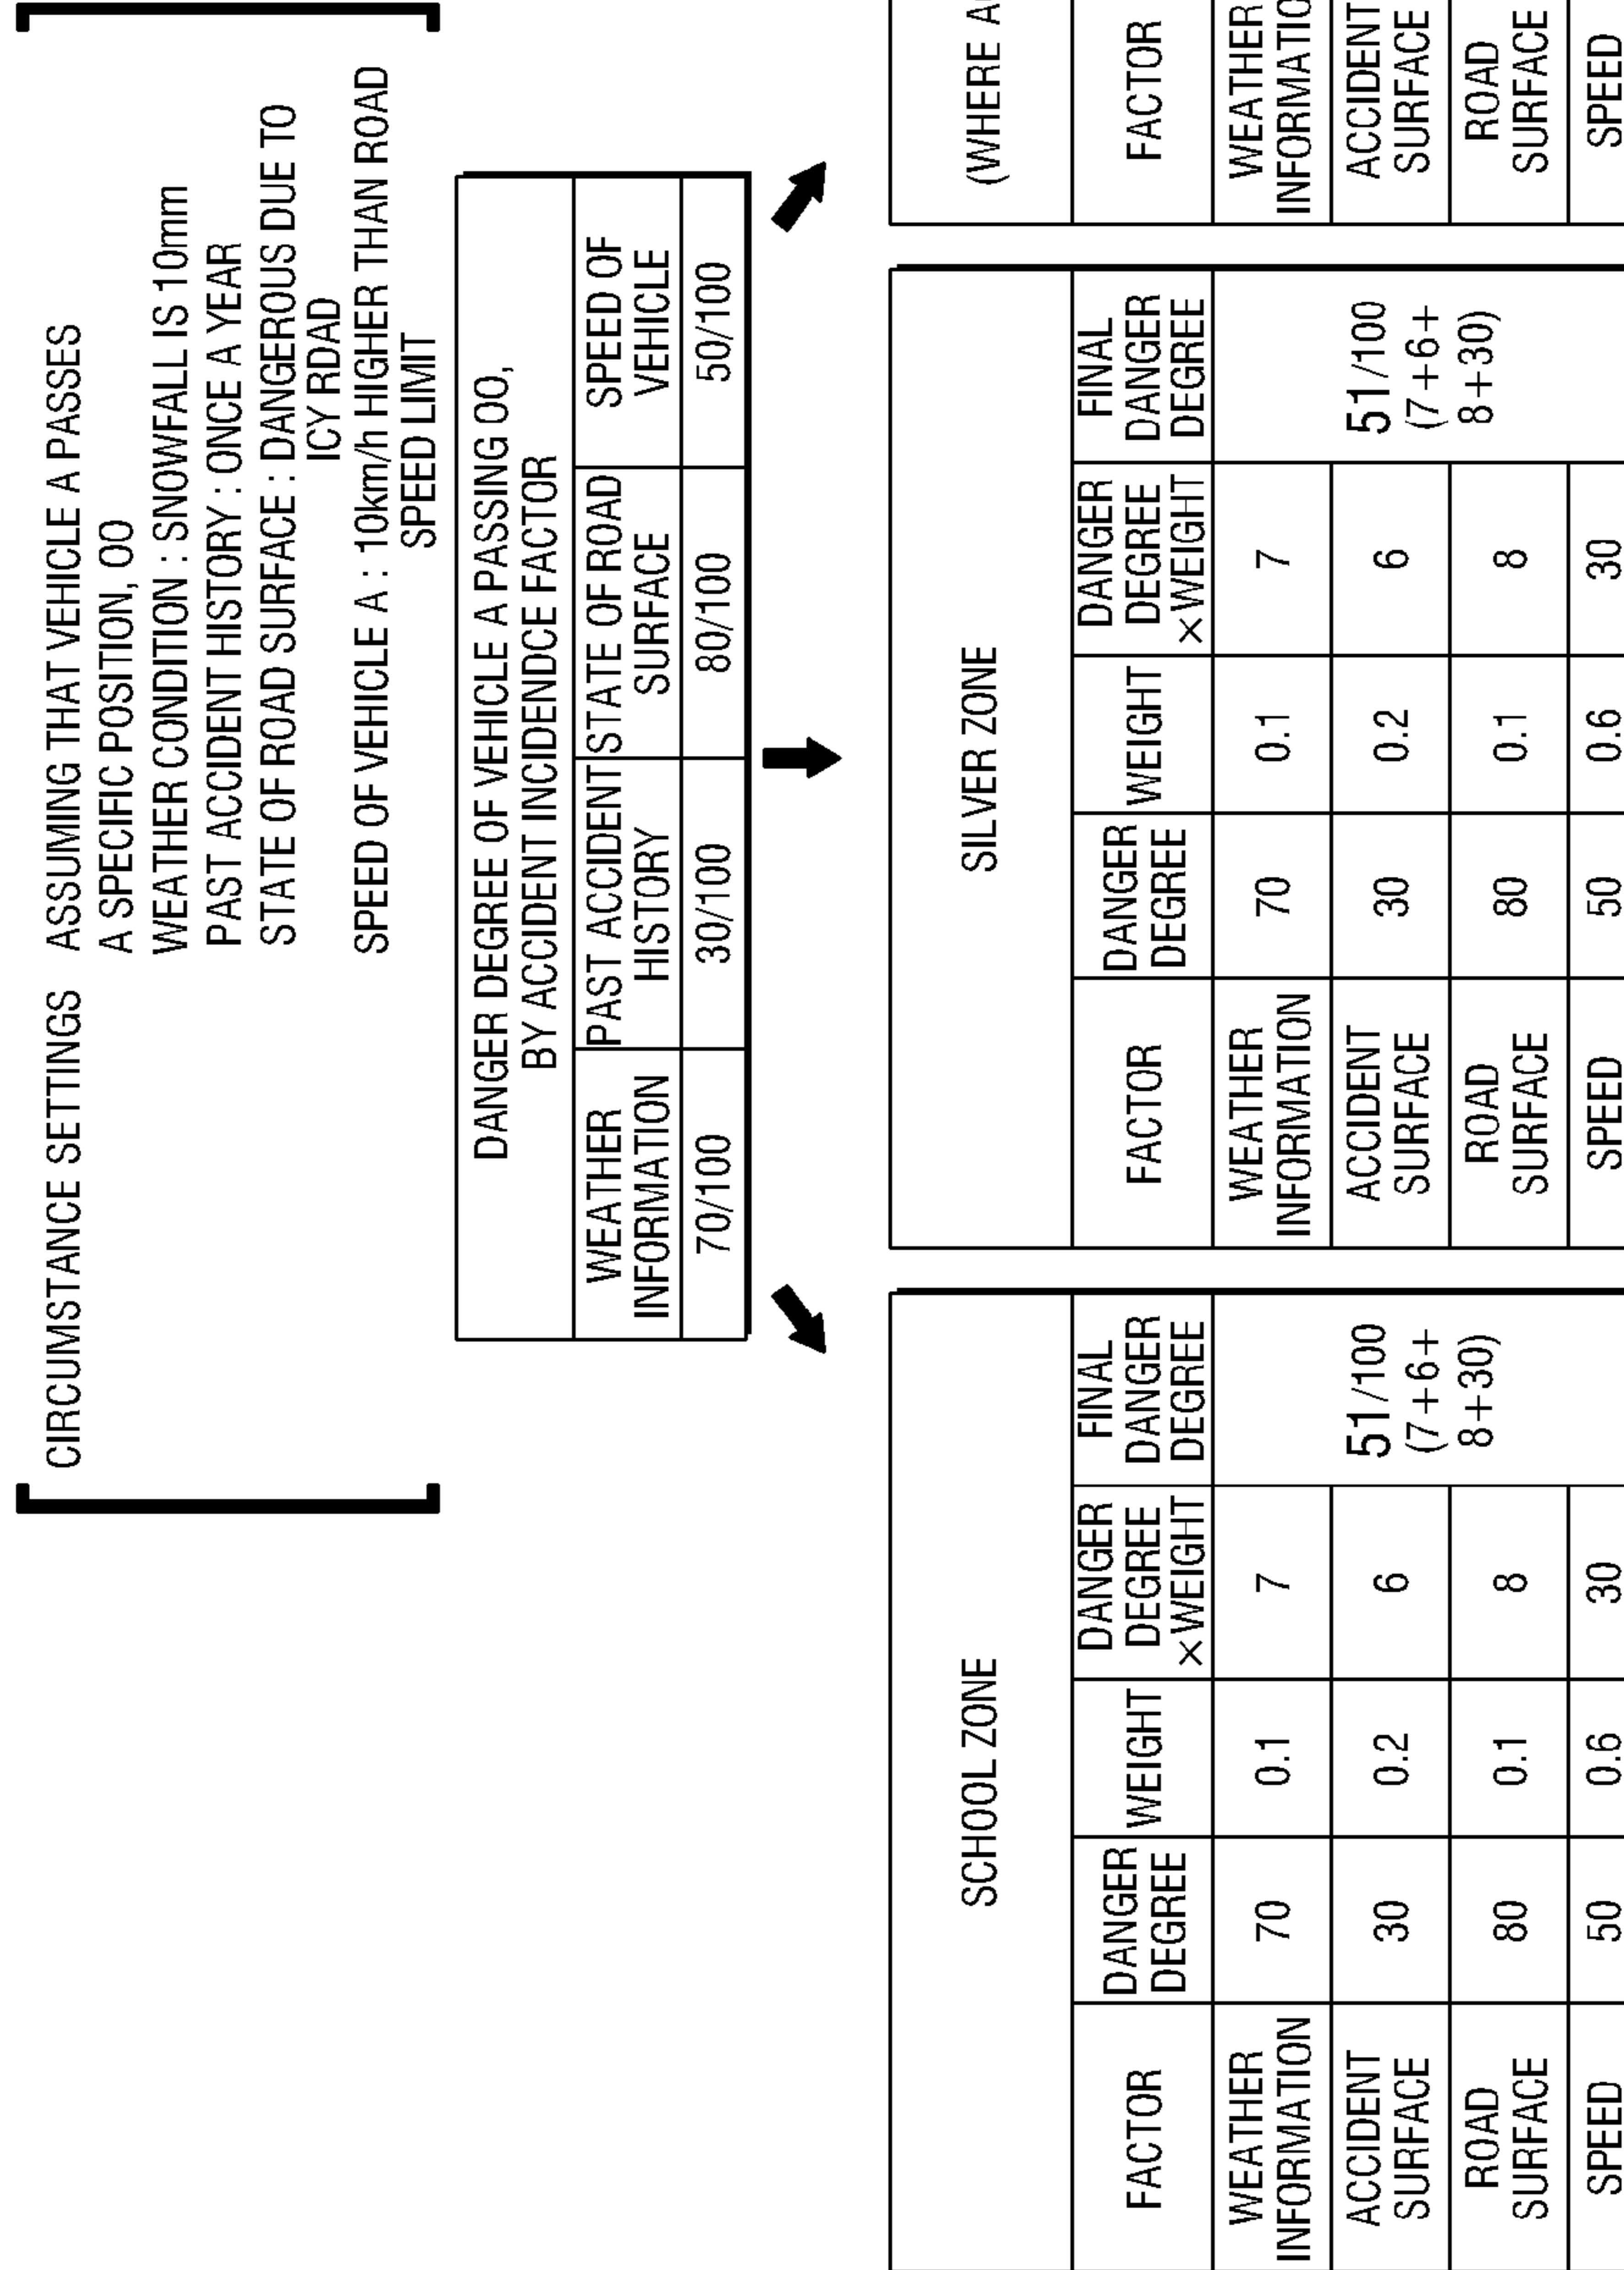 CIRCUMSTANCE SETTINGS ASSUMING THAT VEHICLE A PASSES
A SPECIFIC POSITION, OO
WEATHER CONDITION : SNOWFALL IS 10mm
PAST ACCIDENT HISTORY : ONCE A YEAR
STATE OF ROAD SURFACE : DANGEROUS DUE TO
ICY RDAD
SPEED OF VEHICLE A : 10km/h HIGHER THAN ROAD
SPEED LIMIT
DANGER DEGREE OF VEHICLE A PASSING OO,
BY ACCIDENT INCIDENDCE FACTOR
WEATHER
INFORMATION
PAST ACCIDENT
HISTORY
STATE OF ROAD
SURFACE
SPEED OF
VEHICLE
70/100 30/100 80/100 50/100
SCHOOL ZONE
FACTOR
DANGER
DEGREE
WEIGHT
DANGER
DEGREE
×WEIGHT
FINAL
DANGER
DEGREE
WEATHER
INFORMATION
70 0.1 7
ACCIDENT
SURFACE
30 0.2 6
ROAD
SURFACE
80 0.1 8
SPEED 50 0.6 30
51/100
(7+6+
8+30)
SILVER ZONE
FACTOR
DANGER
DEGREE
WEIGHT
DANGER
DEGREE
×WEIGHT
FINAL
DANGER
DEGREE
WEATHER
INFORMATION
70 0.1 7
ACCIDENT
SURFACE
30 0.2 6
ROAD
SURFACE
80 0.1 8
SPEED 50 0.6 30
51/100
(7+6+
8+30)
(WHERE
FACTOR
WEATHER
ACCIDENT
SURFACE
ROAD
SURFACE
SPEED